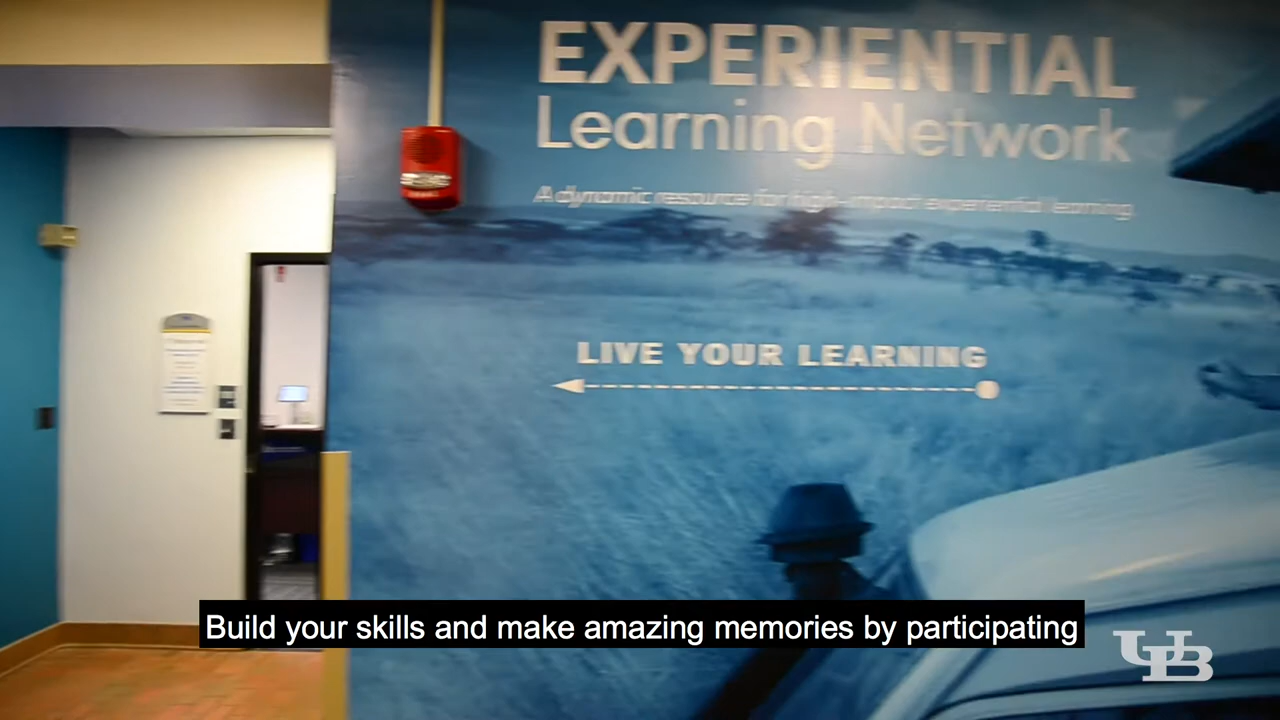 EXPERIENTIAL
Learning Network
A dynamic resource for high-impact experiential learning
LIVE YOUR LEARNING
Build your skills and make amazing memories by participating
UB